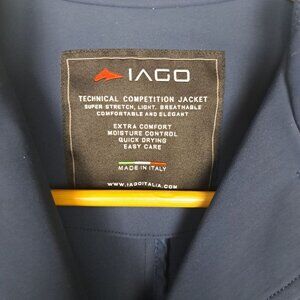 IAGO
TECHNICAL COMPETITION JACKET
SUPER STRETCH, LIGHT, BREATHABLE
COMFORTABLE AND ELEGANT
EXTRA COMFORT
MOISTURE CONTROL
QUICK DRYING
EASY CARE
MADE IN ITALY
WWW.IAGOITALIA.COM